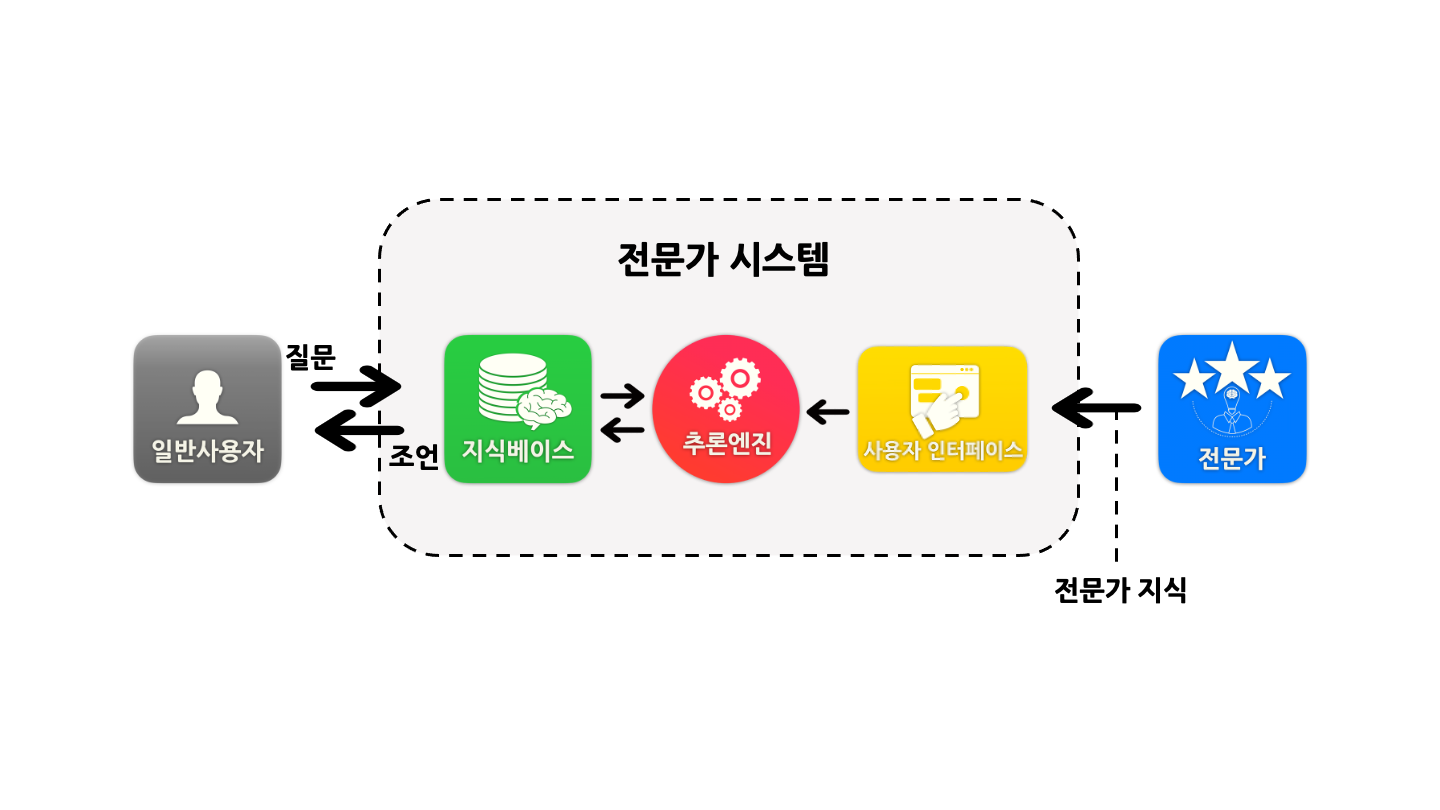 전문가 시스템
질문
일반사용자
조언
지식베이스
추론엔진
사용자 인터페이스
전문가
전문가 지식